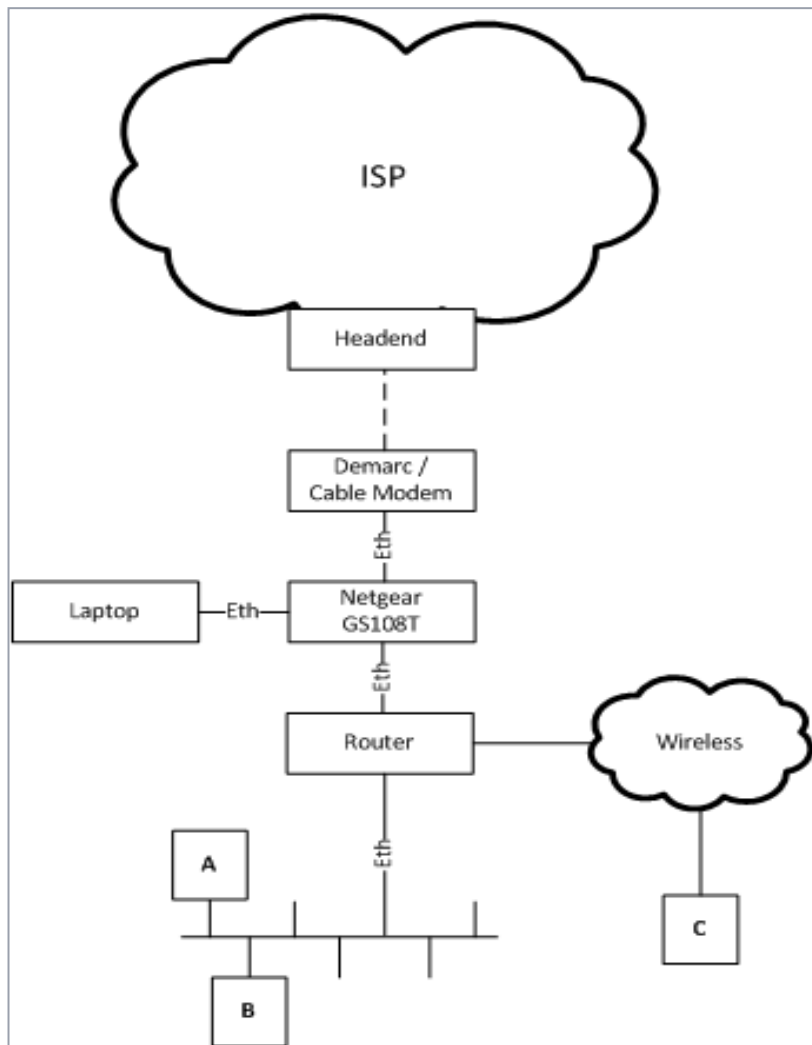 ISP
Headend
Demarc /
Cable Modem
Eth
Laptop
Eth
Netgear
GS108T
Eth
Router
Wireless
Eth
A
C
B